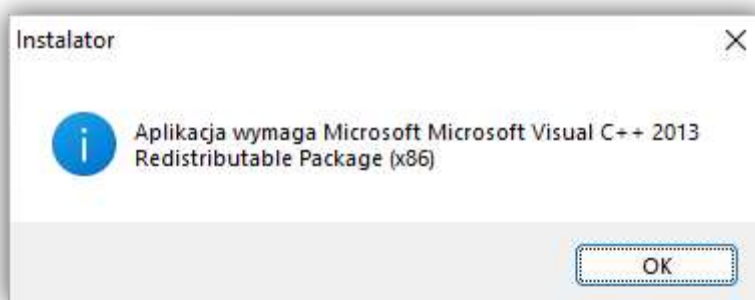 Instalator
Aplikacja wymaga Microsoft Microsoft Visual C++ 2013
Redistributable Package (x86)
OK